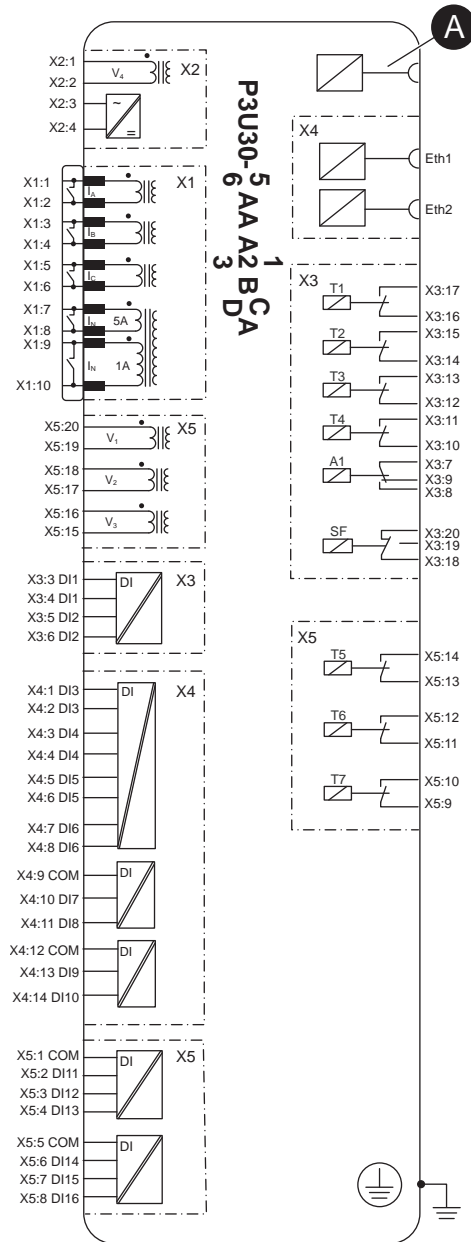 A
X2:1
X2:2
X2:3
X2:4
V4
X2
~
=
X1:1
X1:2
X1:3
X1:4
X1:5
X1:6
X1:7
X1:8
X1:9
X1:10
IA
IB
IC
IN 5A
IN 1A
X1
X5:20
X5:19
X5:18
X5:17
X5:16
X5:15
V1
V2
V3
X5
X3:3 DI1
X3:4 DI1
X3:5 DI2
X3:6 DI2
DI
X3
X4:1 DI3
X4:2 DI3
X4:3 DI4
X4:4 DI4
X4:5 DI5
X4:6 DI5
X4:7 DI6
X4:8 DI6
DI
X4
X4:9 COM
X4:10 DI7
X4:11 DI8
DI
X4:12 COM
X4:13 DI9
X4:14 DI10
DI
X5:1 COM
X5:2 DI11
X5:3 DI12
X5:4 DI13
DI
X5
X5:5 COM
X5:6 DI14
X5:7 DI15
X5:8 DI16
DI
P3U30-
5 AA A2 B C A
6 3 D 1
X4
Eth1
Eth2
X3
T1
X3:17
X3:16
T2
X3:15
X3:14
T3
X3:13
X3:12
T4
X3:11
X3:10
A1
X3:7
X3:9
X3:8
SF
X3:20
X3:19
X3:18
X5
T5
X5:14
X5:13
T6
X5:12
X5:11
T7
X5:10
X5:9